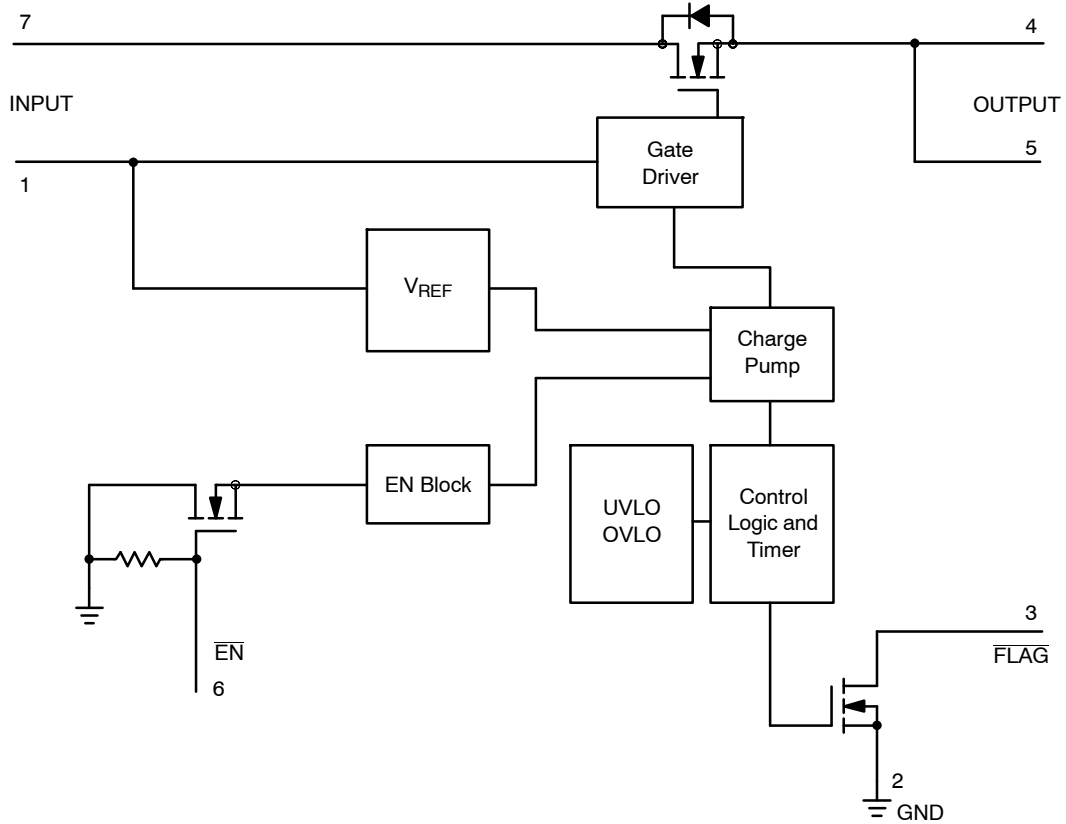 7
4
INPUT
OUTPUT
Gate
Driver
5
1
VREF
Charge
Pump
EN Block
UVLO
OVLO
Control
Logic and
Timer
3
FLAG
EN
6
2
GND